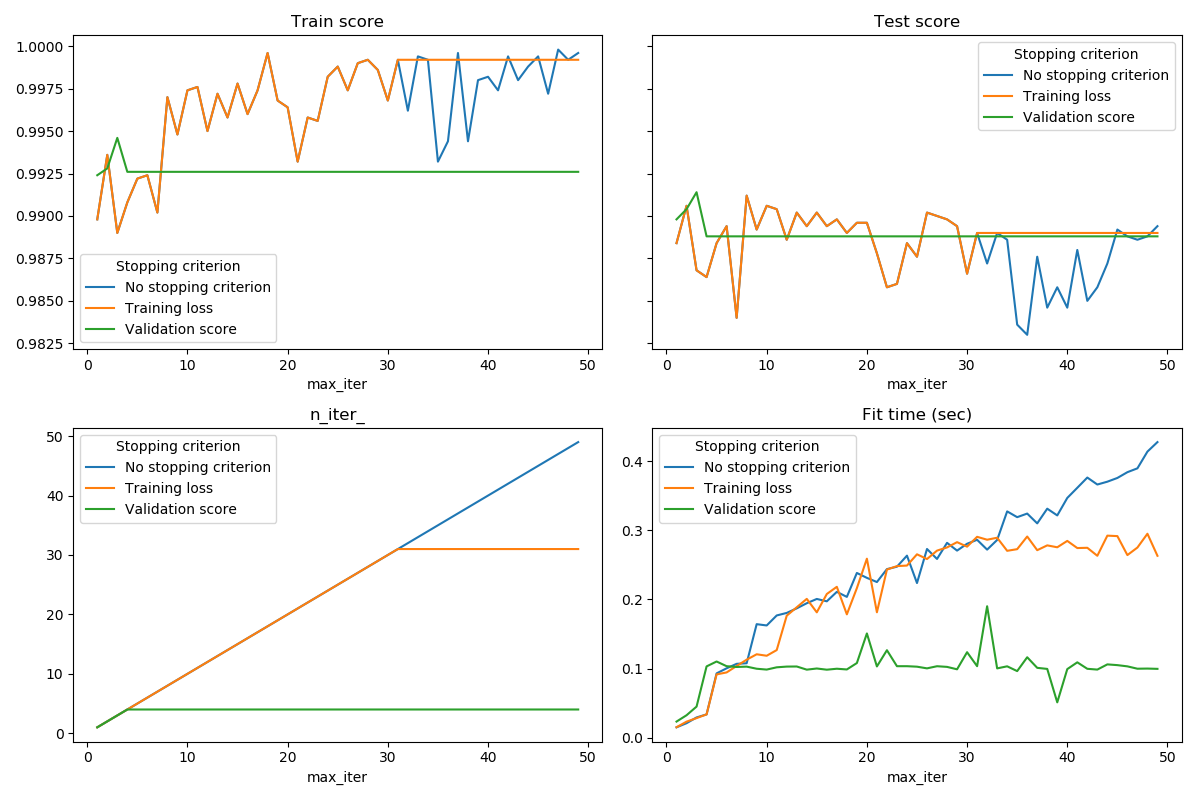 Train score
1.0000
0.9975
0.9950
0.9925
0.9900
0.9875
0.9850
0.9825
Stopping criterion
No stopping criterion
Training loss
Validation score
0 10 20 30 40 50
max_iter
Test score
Stopping criterion
No stopping criterion
Training loss
Validation score
0 10 20 30 40 50
max_iter
n_iter_
50
40
30
20
10
0
Stopping criterion
No stopping criterion
Training loss
Validation score
0 10 20 30 40 50
max_iter
Fit time (sec)
0.4
0.3
0.2
0.1
0.0
Stopping criterion
No stopping criterion
Training loss
Validation score
0 10 20 30 40 50
max_iter